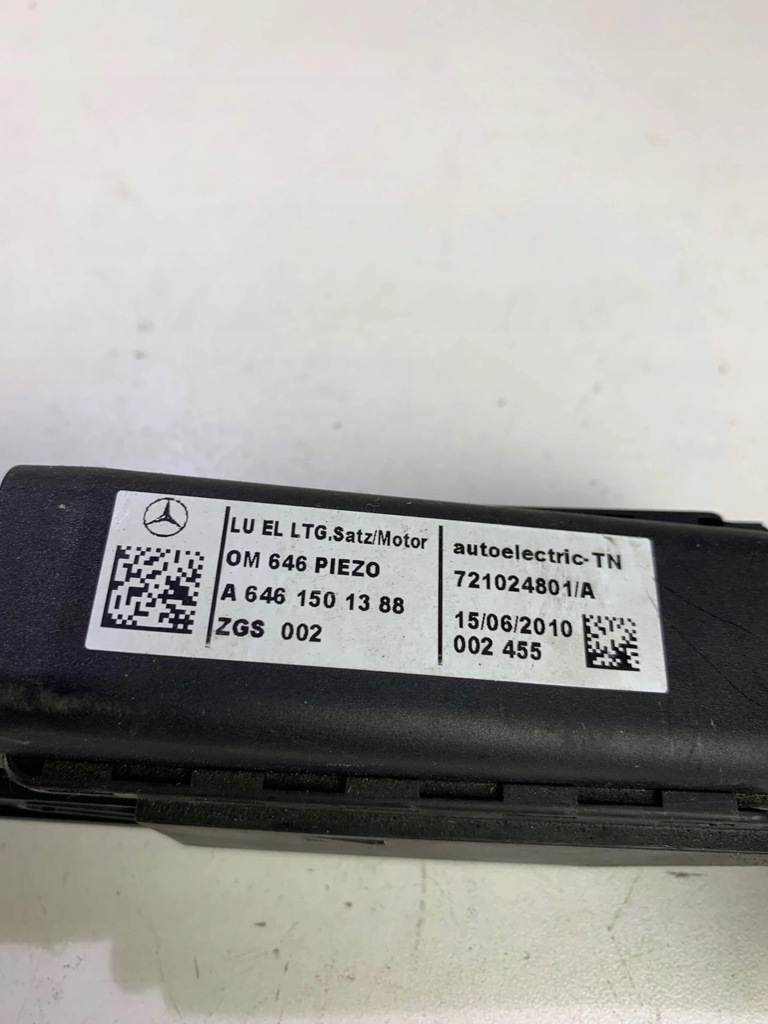 LU EL LTG.Satz/Motor
OM 646 PIEZO
A 646 150 13 88
ZGS 002
autoelectric-TN
721024801/A
15/06/2010
002 455